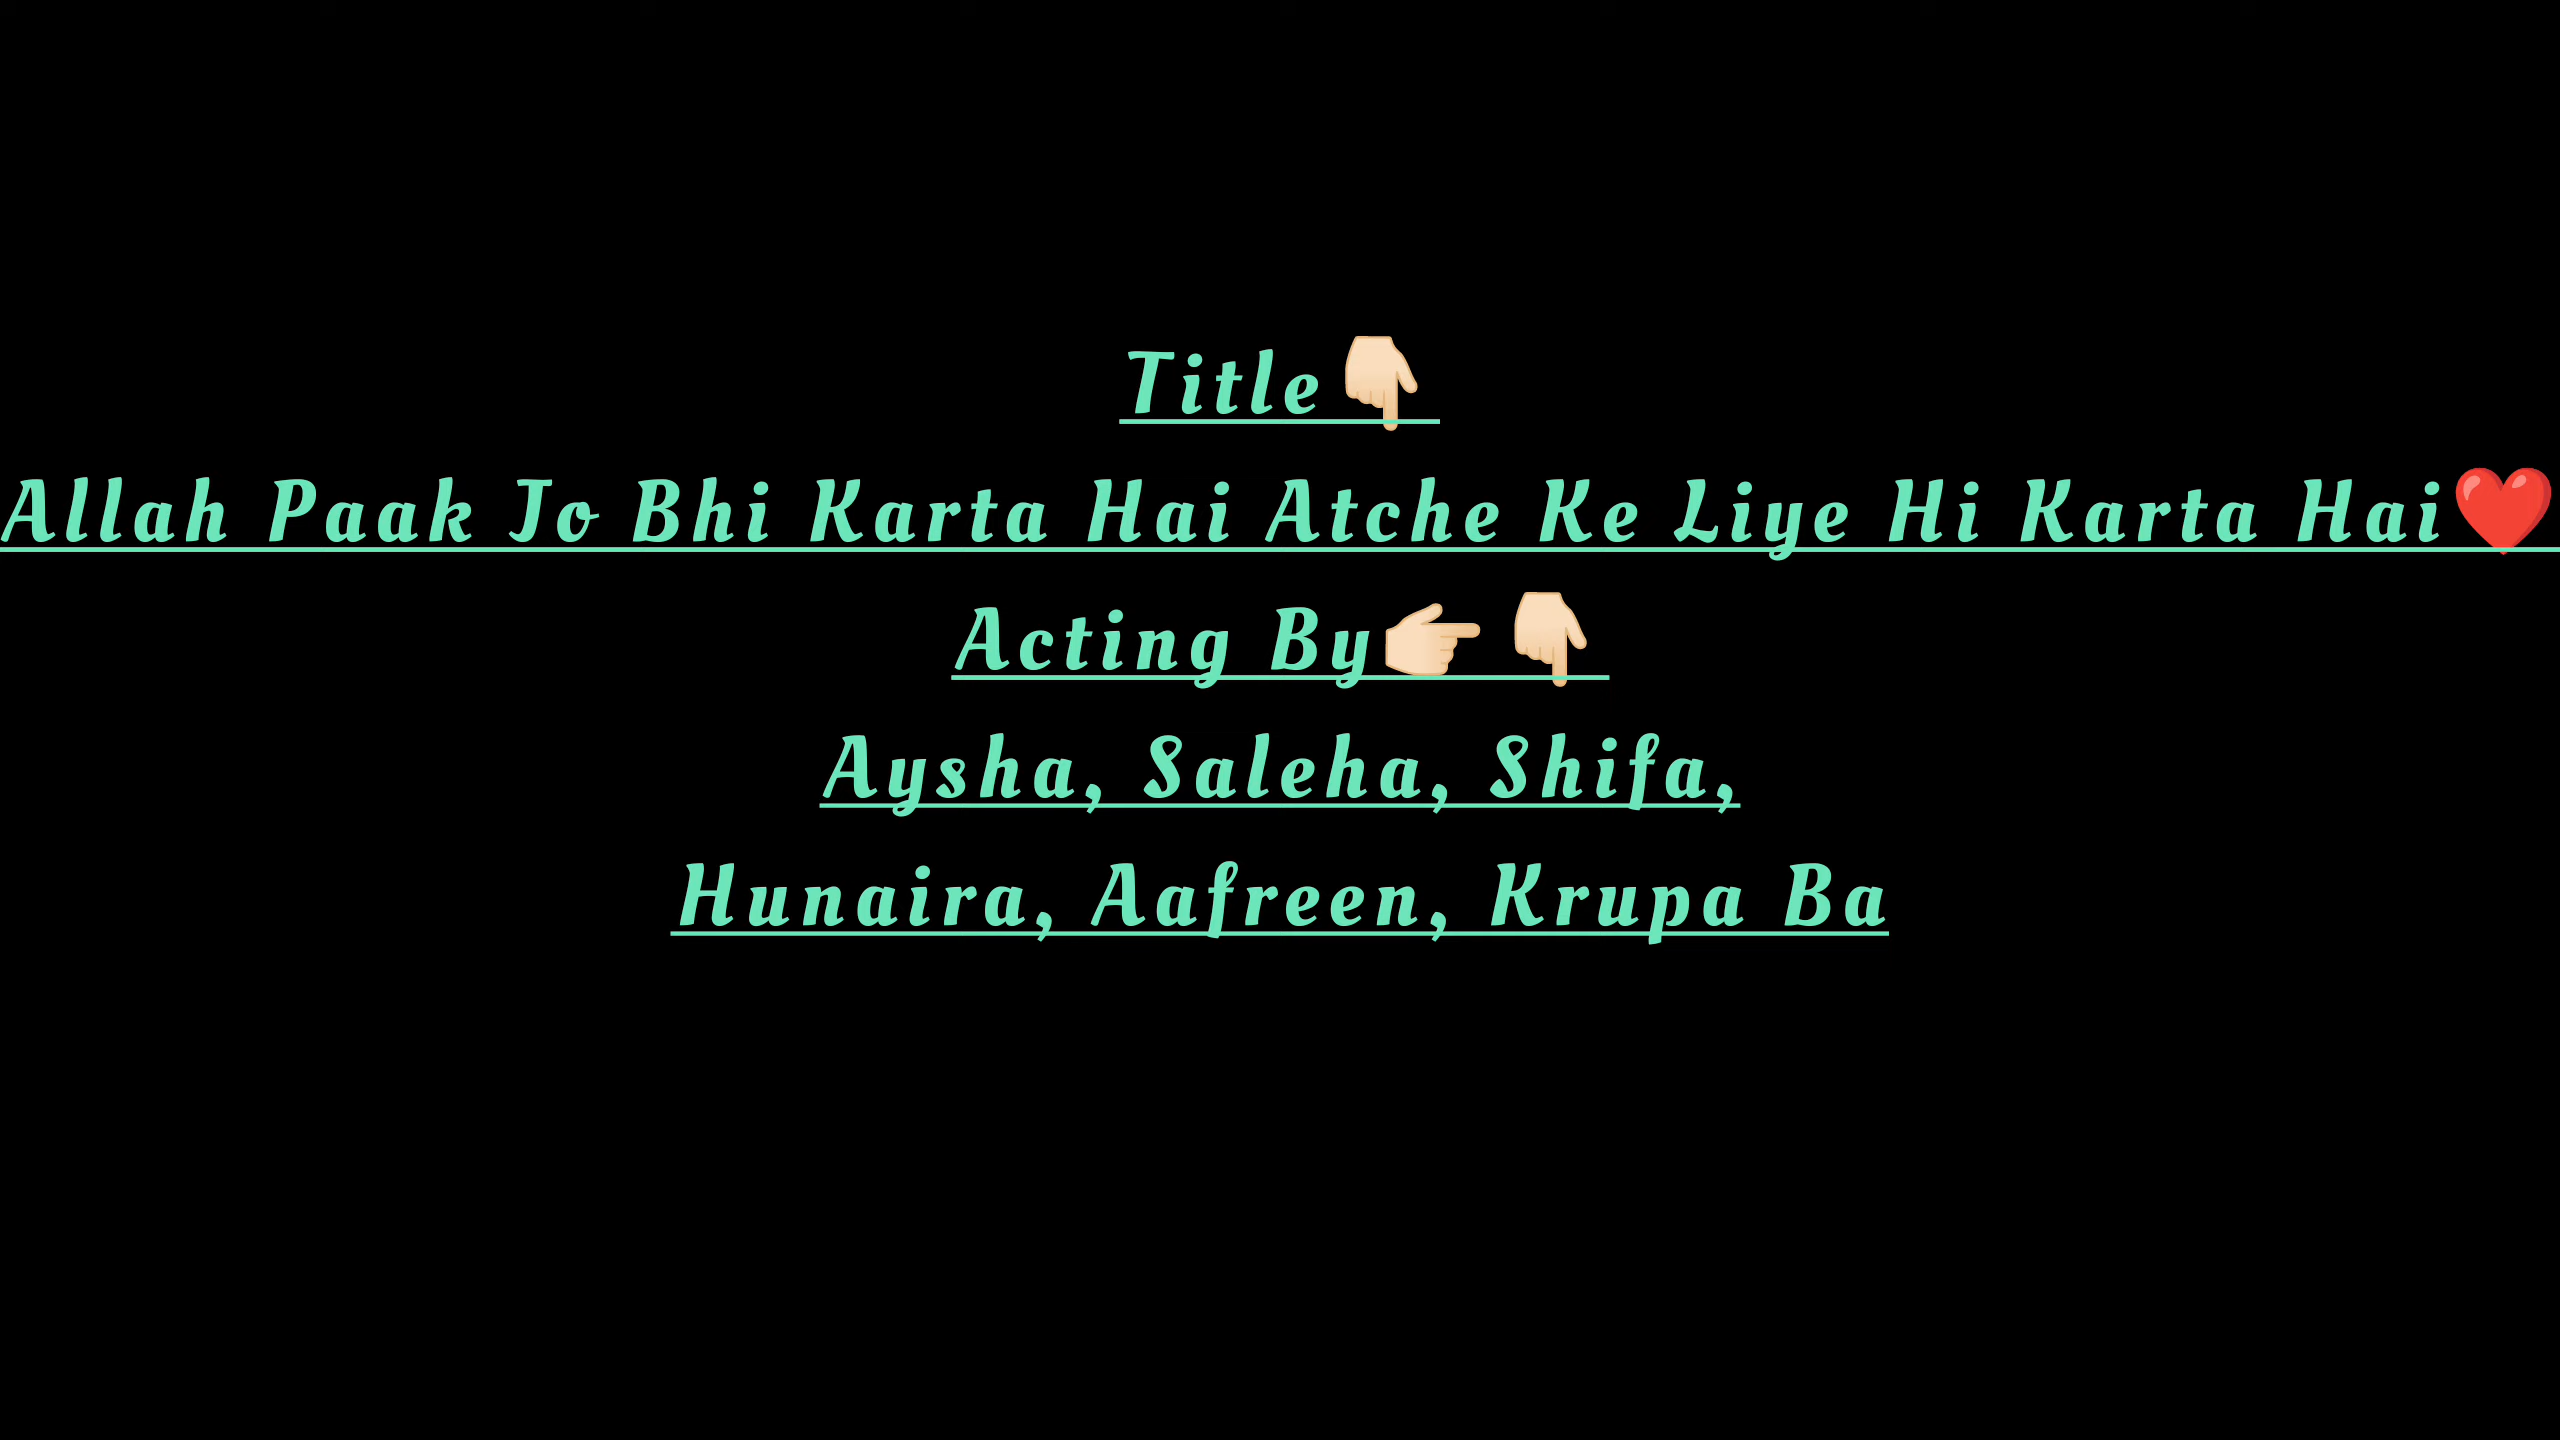 Title👇🏻
Allah Paak Jo Bhi Karta Hai Atche Ke Liye Hi Karta Hai❤️
Acting By👉🏻👇🏻
Aysha, Saleha, Shifa,
Hunaira, Aafreen, Krupa Ba